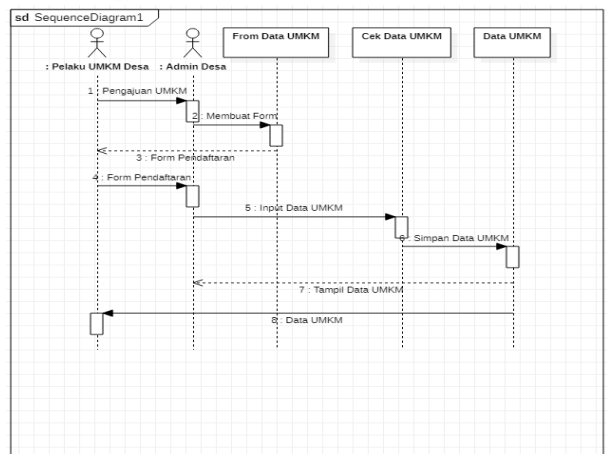 sd SequenceDiagram1
From Data UMKM
Cek Data UMKM
Data UMKM
: Pelaku UMKM Desa
: Admin Desa
1 : Pengajuan UMKM
2 : Membuat Form
3 : Form Pendaftaran
4 : Form Pendaftaran
5 : Input Data UMKM
6 : Simpan Data UMKM
7 : Tampil Data UMKM
8 : Data UMKM